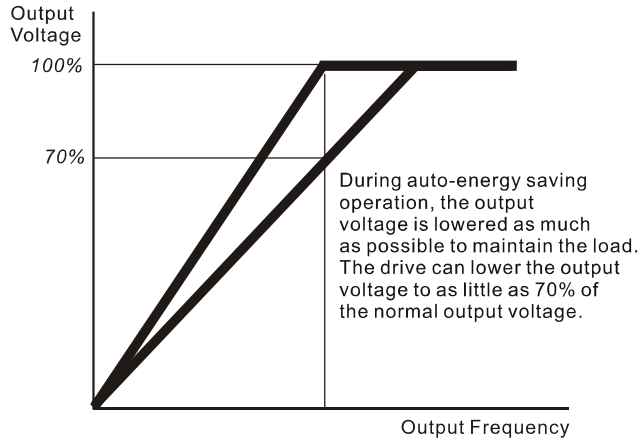 Output
Voltage
100%
70%
During auto-energy saving
operation, the output
voltage is lowered as much
as possible to maintain the load.
The drive can lower the output
voltage to as little as 70% of
the normal output voltage.
Output Frequency